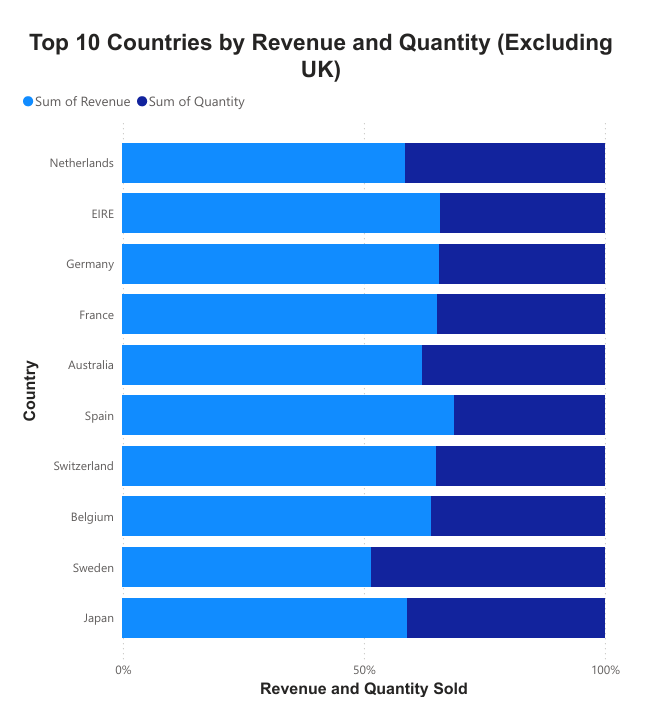 Top 10 Countries by Revenue and Quantity (Excluding
UK)
Sum of Revenue Sum of Quantity
Country
Netherlands
EIRE
Germany
France
Australia
Spain
Switzerland
Belgium
Sweden
Japan
0% 50% 100%
Revenue and Quantity Sold